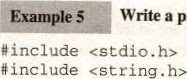 Example 5 Write a p
#include <stdio.h>
#include <string.h>